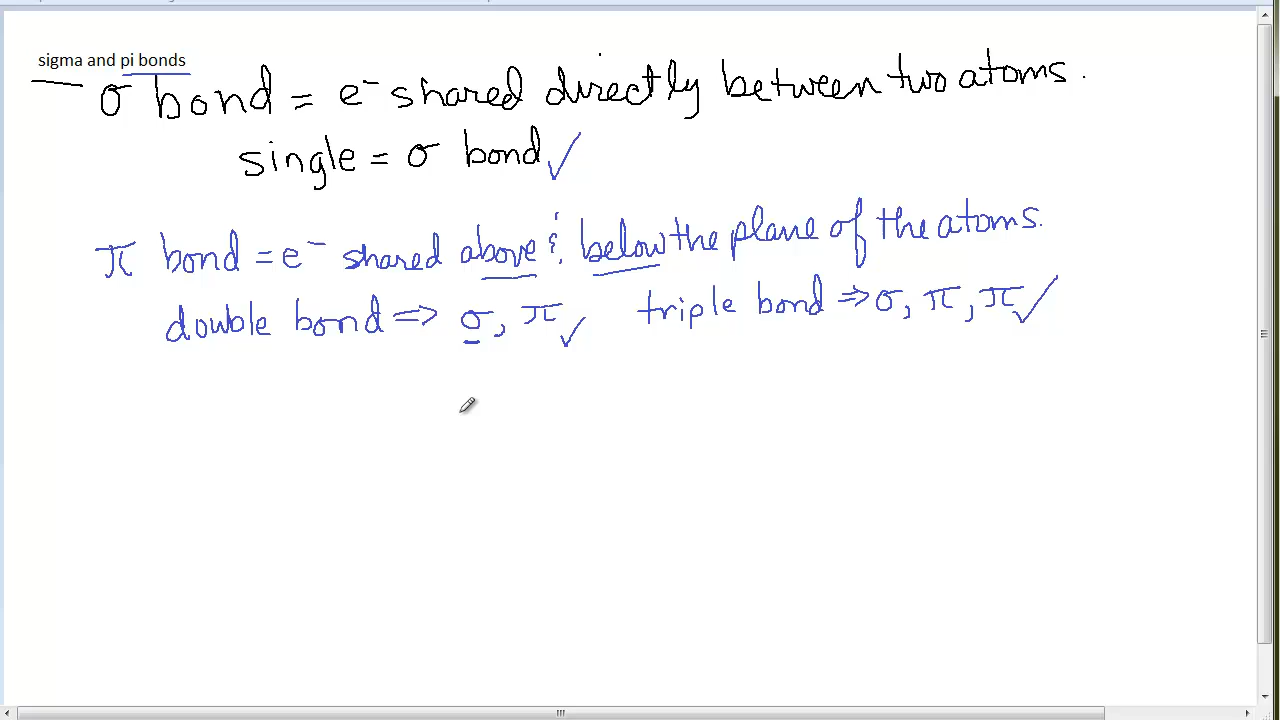 sigma and pi bonds
σ bond = e⁻ shared directly between two atoms.
single = σ bond ✓
π bond = e⁻ shared above & below the plane of the atoms.
double bond ⇒ σ, π ✓ triple bond ⇒ σ, π, π ✓